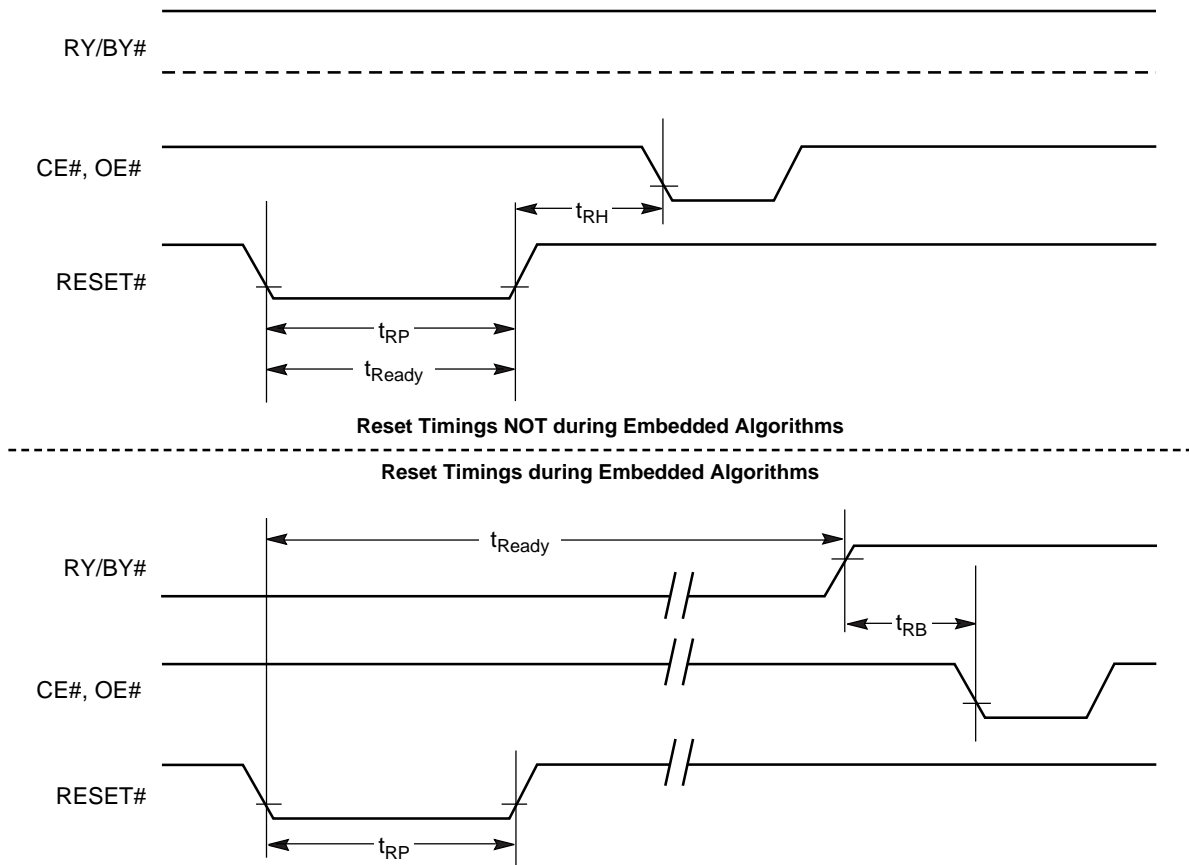 RY/BY#
CE#, OE#
tRH
RESET#
tRP
tReady
Reset Timings NOT during Embedded Algorithms
Reset Timings during Embedded Algorithms
tReady
RY/BY#
tRB
CE#, OE#
RESET#
tRP